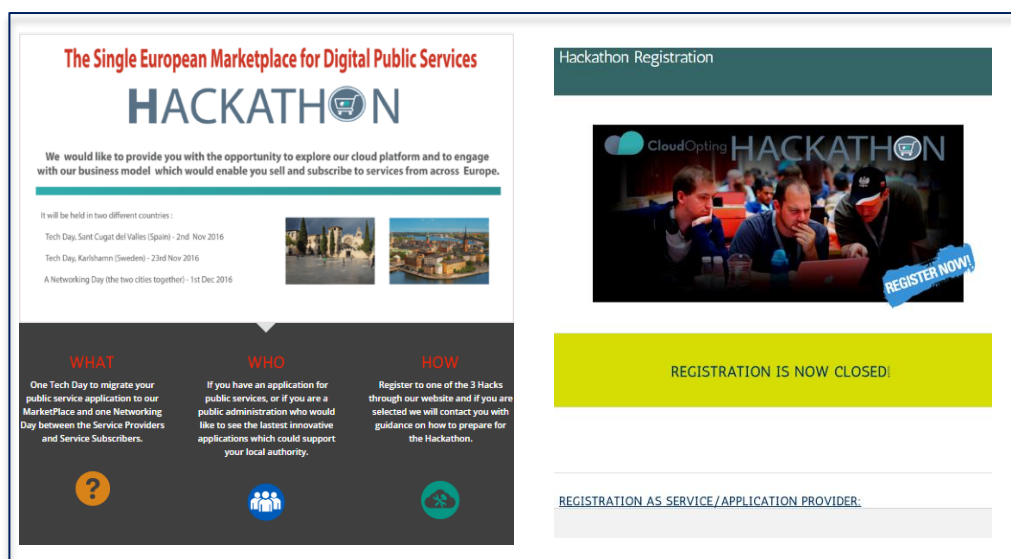 The Single European Marketplace for Digital Public Services
HACKATHON
We would like to provide you with the opportunity to explore our cloud platform and to engage
with our business model which would enable you sell and subscribe to services from across Europe.
It will be held in two different countries :
Tech Day, Sant Cugat del Valles (Spain) - 2nd Nov 2016
Tech Day, Karlshamn (Sweden) - 23rd Nov
2016
A Networking Day (the two cities together) - 1st Dec 2016
WHAT
One Tech Day to migrate your
public service application to our
MarketPlace and one Networking
Day between the Service Providers
and Service Subscribers.
?
WHO
If you have an application for
public services, or if you are a
public administration who would
like to see the lastest innovative
applications which could support
your local authority.
HOW
Register to one of the 3 Hacks
through our website and if you are
selected we will contact you with
guidance on how to prepare for
the Hackathon.
Hackathon Registration
CloudOpting HACKATHON
REGISTER NOW!
REGISTRATION IS NOW CLOSED!
REGISTRATION AS SERVICE/APPLICATION PROVIDER: